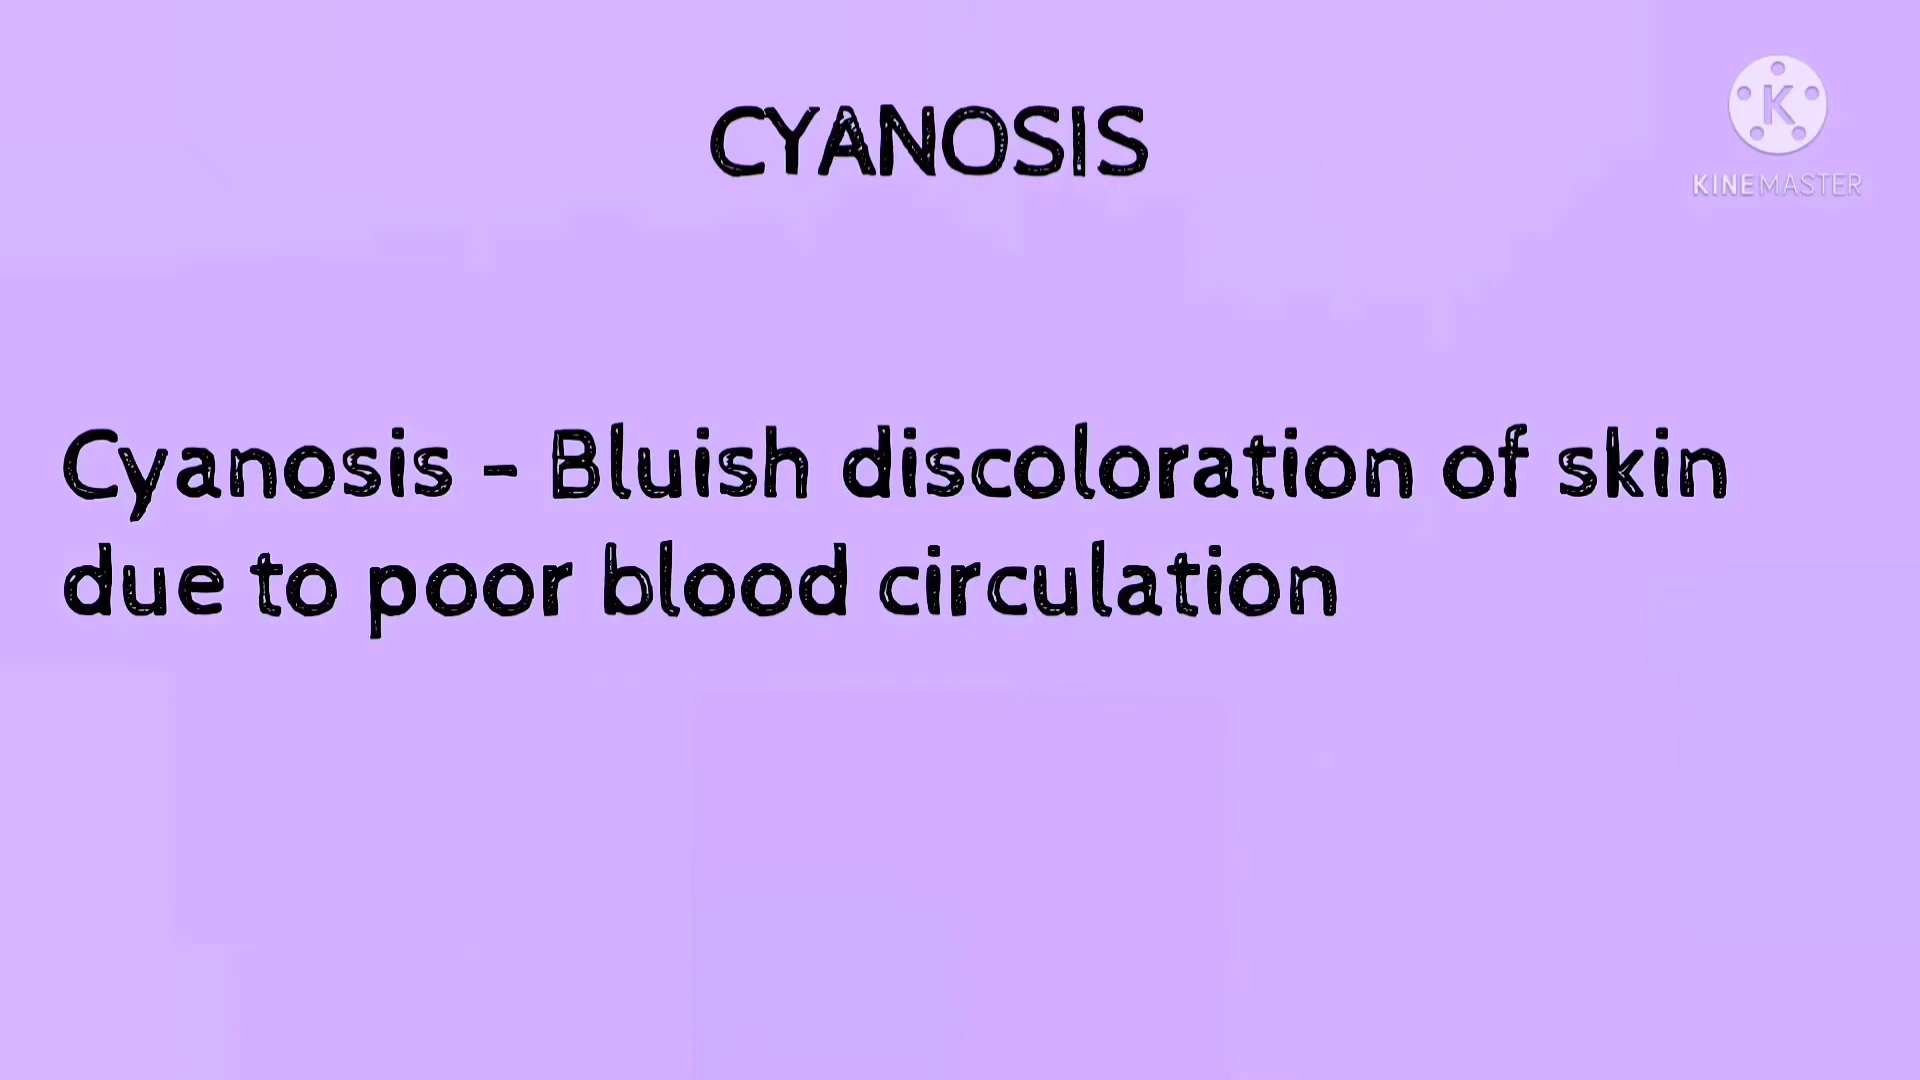 CYANOSIS
K
KINEMASTER
Cyanosis - Bluish discoloration of skin
due to poor blood circulation